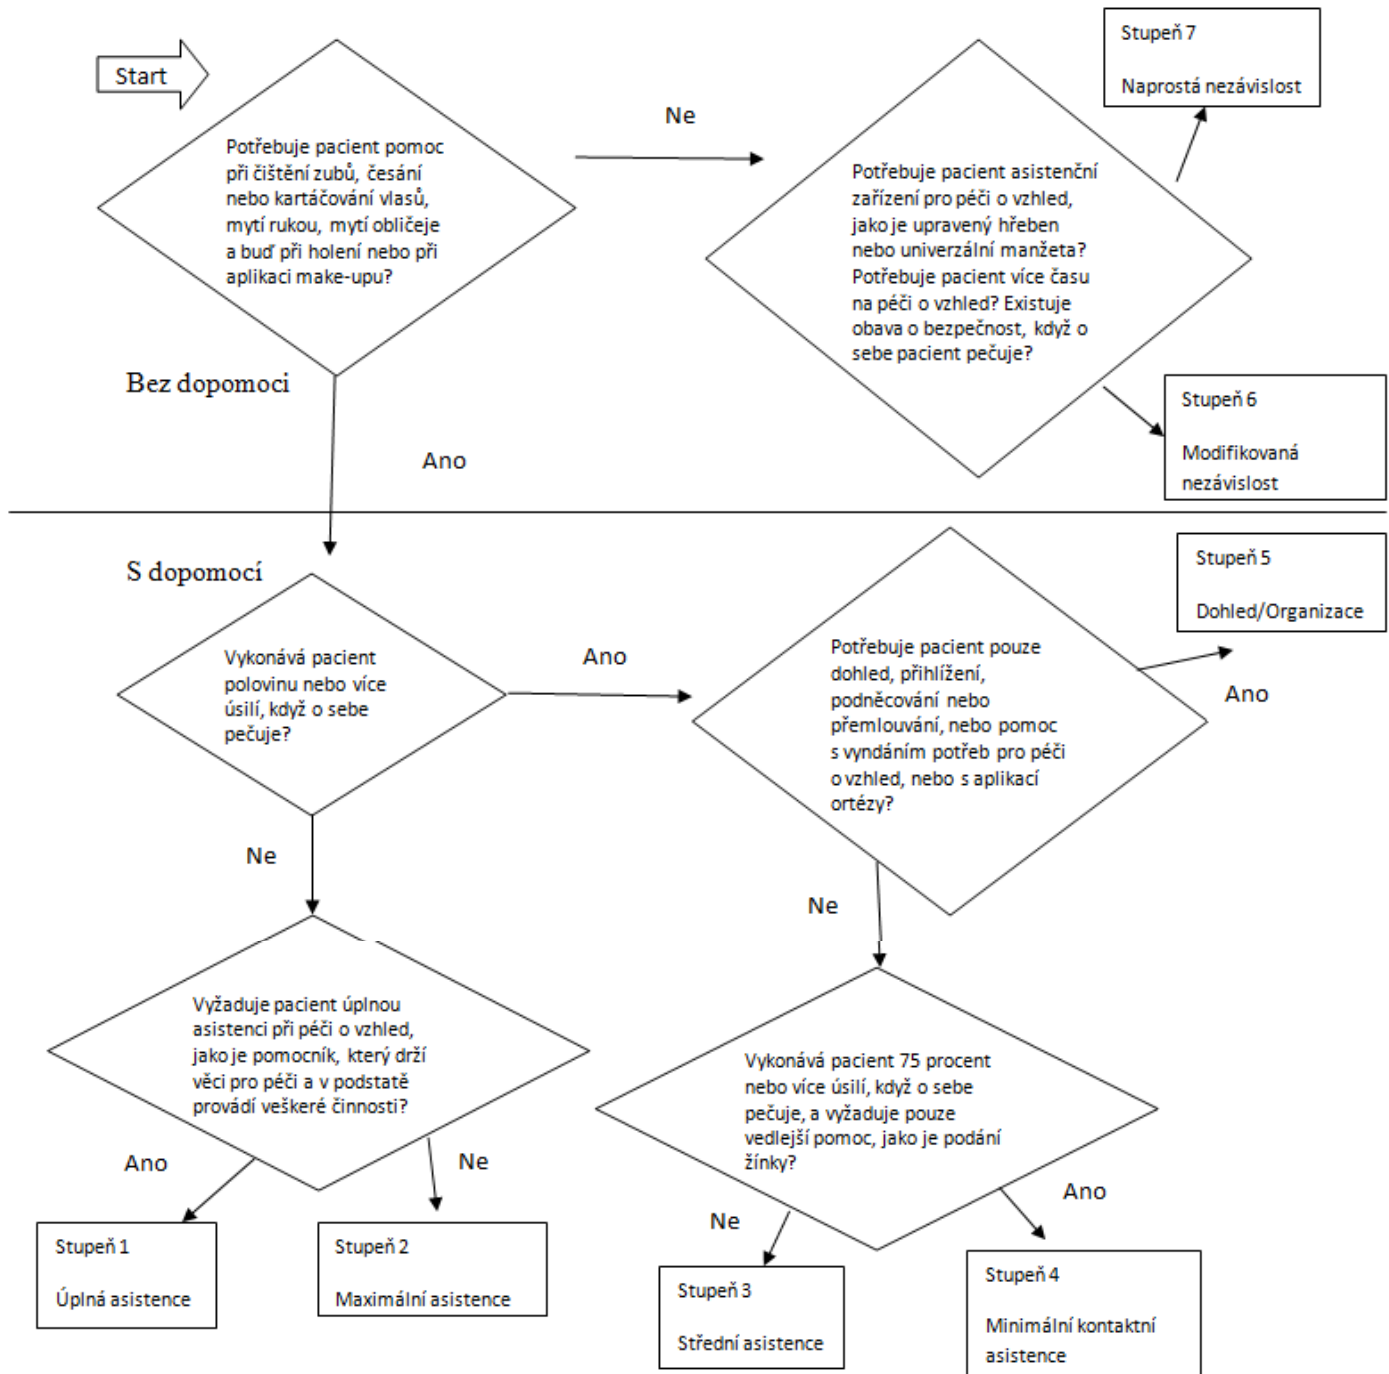 Start
Potřebuje pacient pomoc
při čištění zubů, česání
nebo kartáčování vlasů,
mytí rukou, mytí obličeje
a buď při holení nebo při
aplikaci make-upu?
Ne
Potřebuje pacient asistenční
zařízení pro péči o vzhled,
jako je upravený hřeben
nebo univerzální manžeta?
Potřebuje pacient více času
na péči o vzhled? Existuje
obava o bezpečnost, když o
sebe pacient pečuje?
Stupeň 7
Naprostá nezávislost
Bez dopomoci
Ano
Stupeň 6
Modifikovaná
nezávislost
S dopomocí
Vykonává pacient
polovinu nebo více
úsilí, když o sebe
pečuje?
Ano
Potřebuje pacient pouze
dohled, přihlížení,
podněcování nebo
přemlouvání, nebo pomoc
s vyndáním potřeb pro péči
o vzhled, nebo s aplikací
ortézy?
Stupeň 5
Dohled/Organizace
Ano
Ne
Ne
Vyžaduje pacient úplnou
asistenci při péči o vzhled,
jako je pomocník, který drží
věci pro péči a v podstatě
provádí veškeré činnosti?
Vykonává pacient 75 procent
nebo více úsilí, když o sebe
pečuje, a vyžaduje pouze
vedlejší pomoc, jako je podání
žínky?
Ano
Ne
Ne
Ano
Stupeň 1
Úplná asistence
Stupeň 2
Maximální asistence
Stupeň 3
Střední asistence
Stupeň 4
Minimální kontaktní
asistence